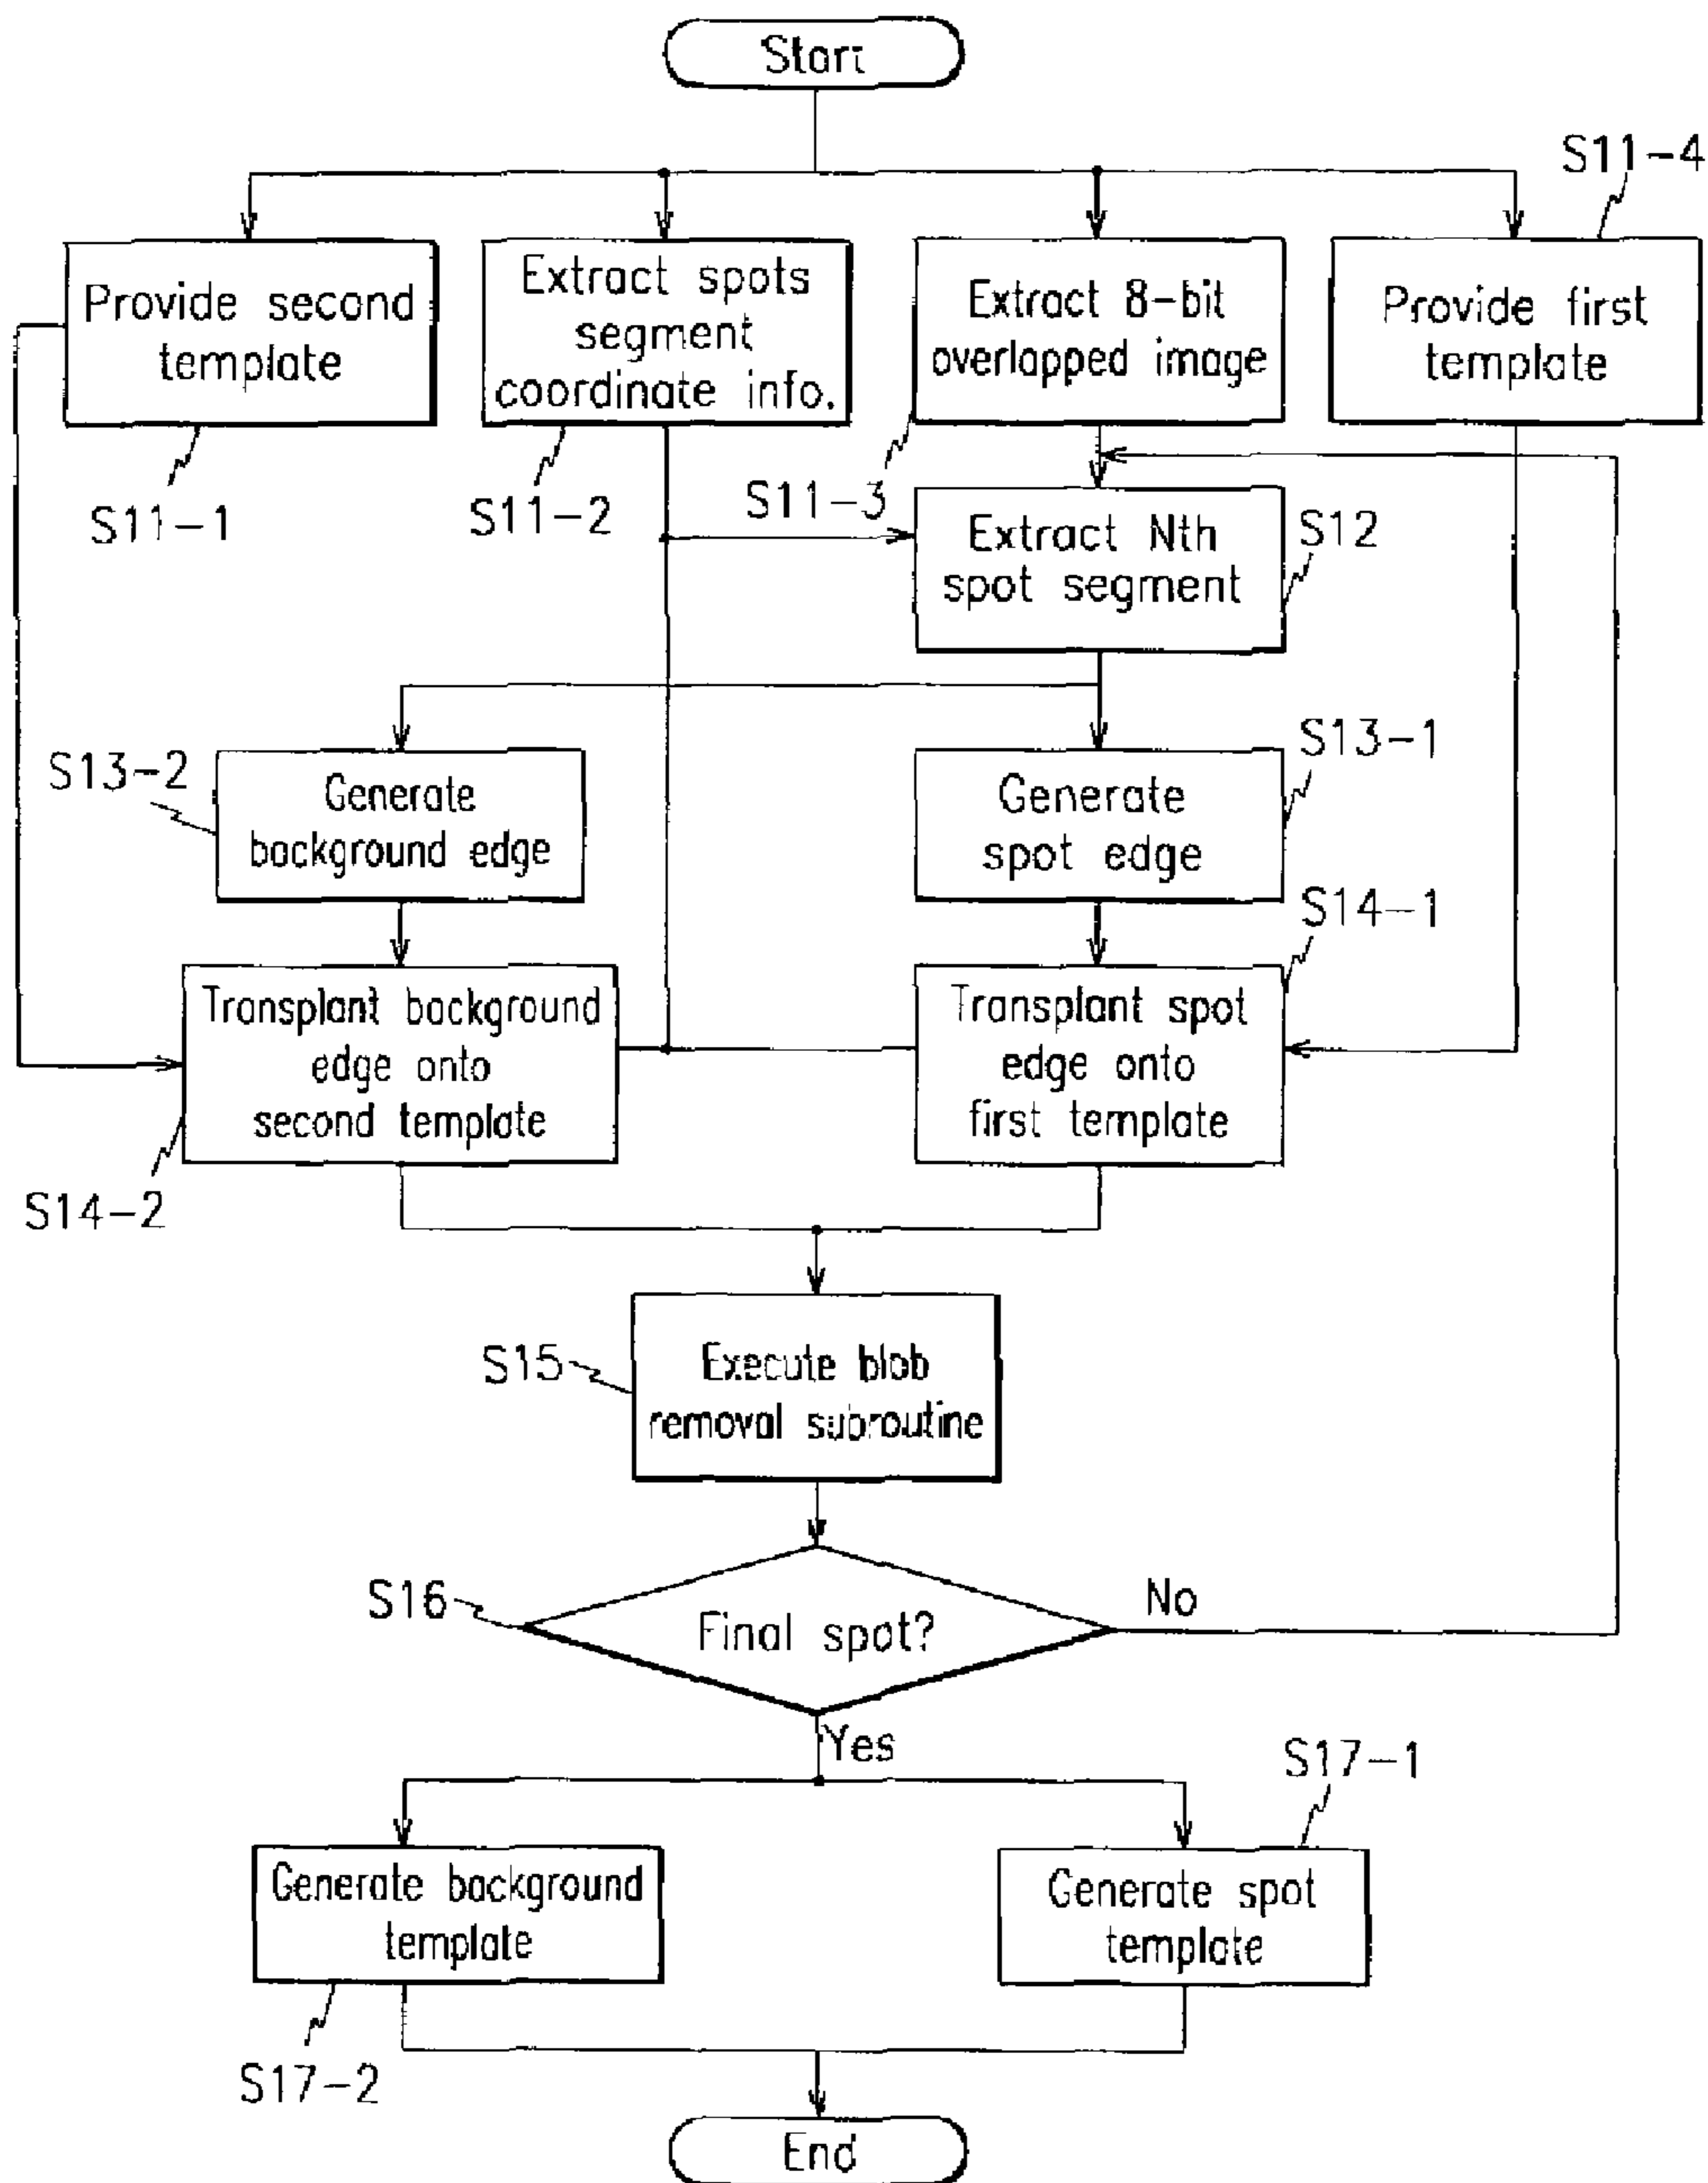 Start
S11-4
Provide second
template
Extract spots
segment
coordinate info.
Extract 8-bit
overlapped image
Provide first
template
S11-1
S11-2
S11-3
Extract Nth
spot segment
S12
S13-2
Generate
background edge
Generate
spot edge
S13-1
S14-1
Transplant background
edge onto
second template
Transplant spot
edge onto
first template
S14-2
S15
Execute blob
removal subroutine
S16
Final spot?
No
Yes
S17-1
Generate background
template
Generate spot
template
S17-2
End